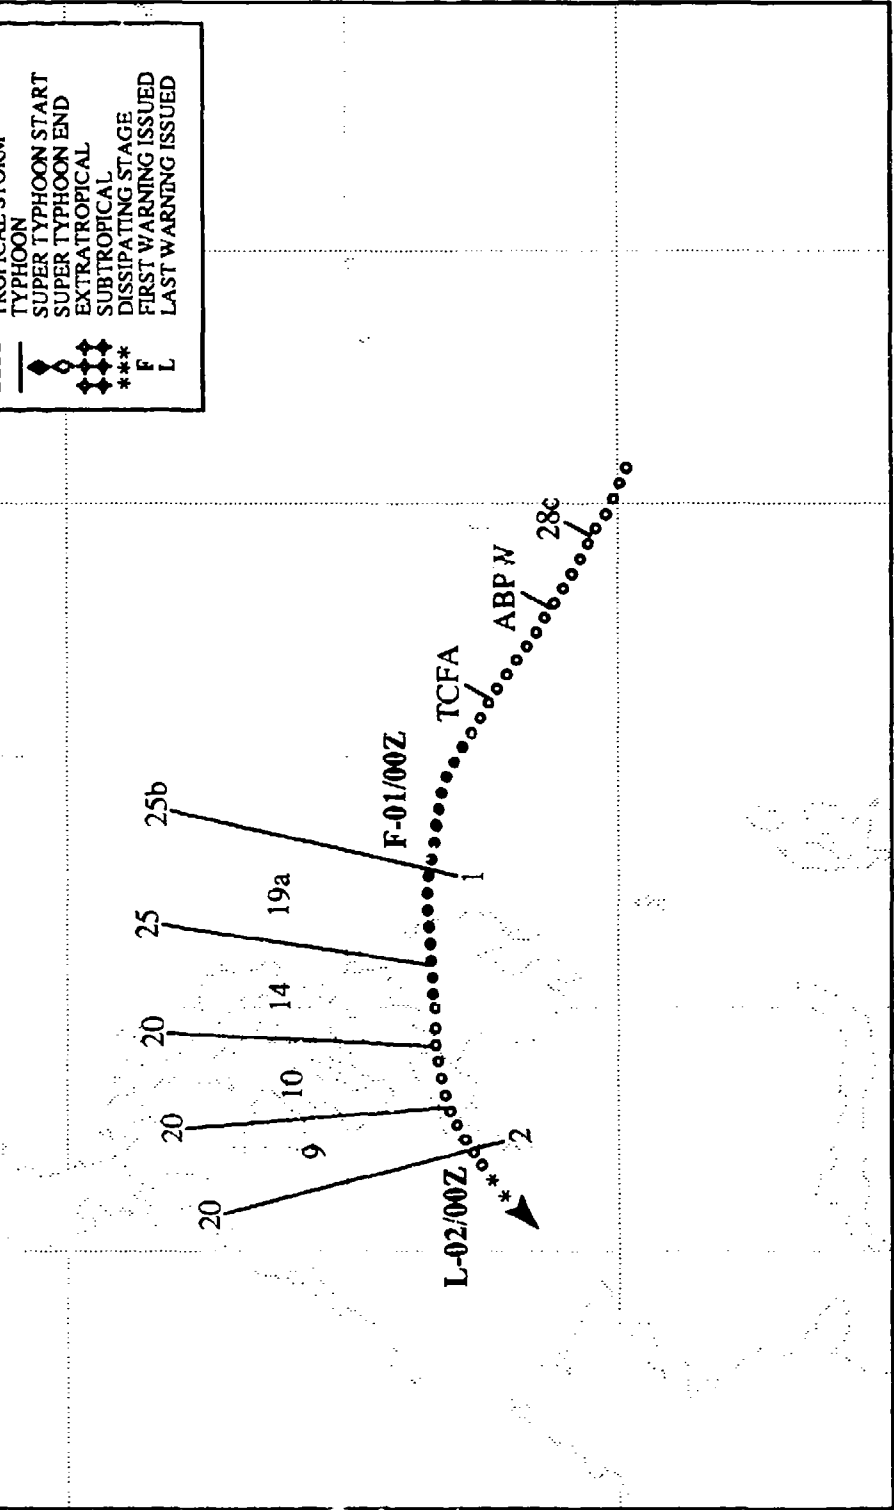 TROPICAL STORM
TYPHOON
SUPER TYPHOON START
SUPER TYPHOON END
EXTRATROPICAL
SUBTROPICAL
*** DISSIPATING STAGE
F FIRST WARNING ISSUED
L LAST WARNING ISSUED
20
20
20
25
25b
9
10
14
19a
L-02/00Z
2
F-01/00Z
1
TCFA
ABPW
28c
**